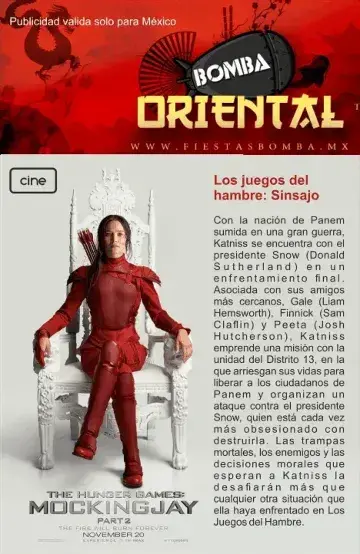 Publicidad valida solo para México
BOMBA
ORIENTAL
WWW.FIESTASBOMBA.MX
cine
Los juegos del
hambre: Sinsajo
Con la nación de Panem
sumida en una gran guerra,
Katniss se encuentra con el
presidente Snow (Donald
Sutherland) en un
enfrentamiento final.
Asociada con sus amigos
más cercanos, Gale (Liam
Hemsworth), Finnick (Sam
Claflin) y Peeta (Josh
Hutcherson), Katniss
emprende una misión con la
unidad del Distrito 13, en la
que arriesgan sus vidas para
liberar a los ciudadanos de
Panem y organizan un
ataque contra el presidente
Snow, quien está cada vez
más obsesionado con
destruirla. Las trampas
mortales, los enemigos y las
decisiones morales que
esperan a Katniss la
desafiarán más que
cualquier otra situación que
ella haya enfrentado en Los
Juegos del Hambre.
THE HUNGER GAMES:
MOCKINGJAY
PART 2
THE FIRE WILL BURN FOREVER
NOVEMBER 20